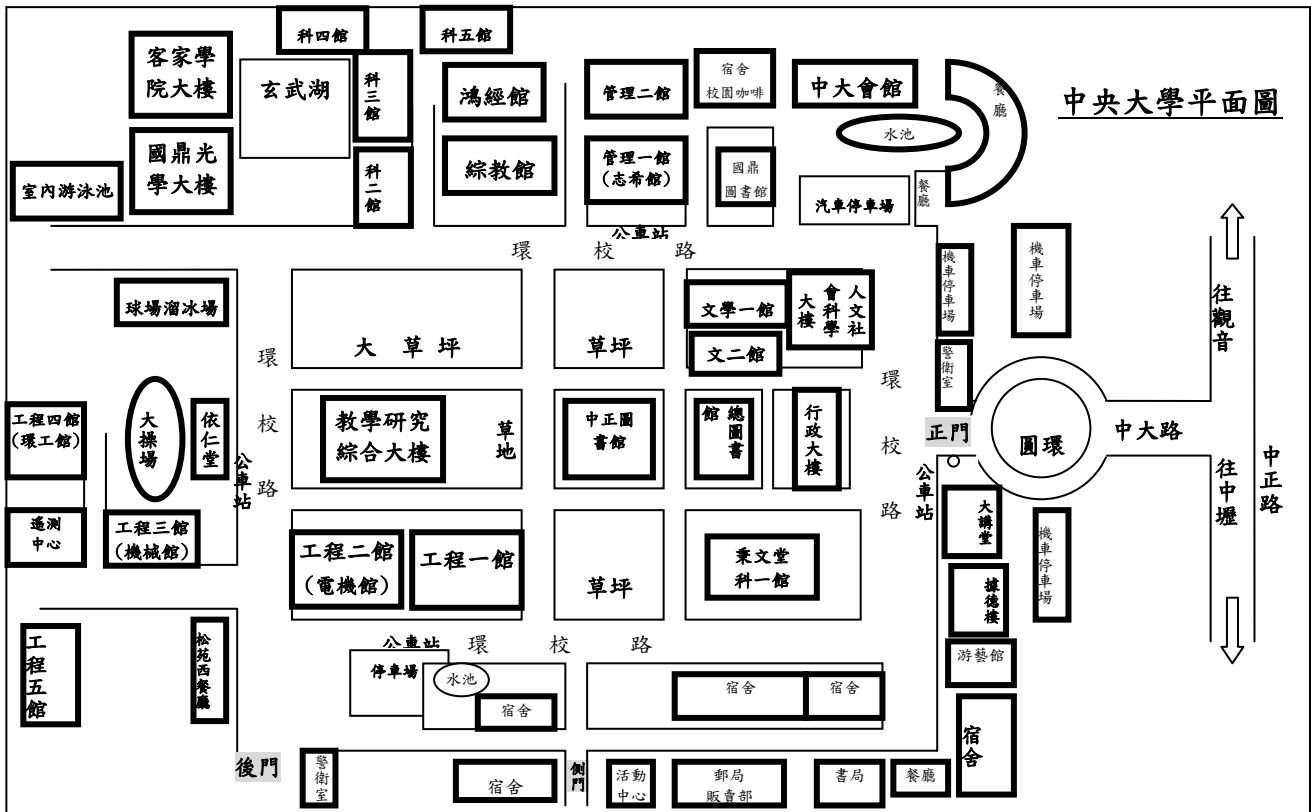 中央大學平面圖
科四館
科五館
客家學
院大樓
玄武湖
科三館
鴻經館
管理二館
宿舍
校園咖啡
中大會館
餐廳
水池
國鼎光
學大樓
室內游泳池
科二館
綜教館
管理一館
(志希館)
國鼎
圖書館
汽車停車場
餐廳
公車站
環校路
機車停車場
機車停車場
往觀音
球場溜冰場
大草坪
草坪
文學一館
文二館
人文社
會科學
大樓
警衛室
環校路
環校路
工程四館
(環工館)
大操場
依仁堂
公車站
教學研究
綜合大樓
草地
中正圖
書館
總圖書
館
行政大樓
正門
圓環
中大路
公車站
往中壢
中正路
遙測
中心
工程三館
(機械館)
工程二館
(電機館)
工程一館
草坪
秉文堂
科一館
大講堂
機車停車場
據德樓
公車站
環校路
工程五館
松苑西餐廳
停車場
水池
宿舍
宿舍
宿舍
游藝館
宿舍
後門
警衛室
宿舍
側門
活動
中心
郵局
販賣部
書局
餐廳